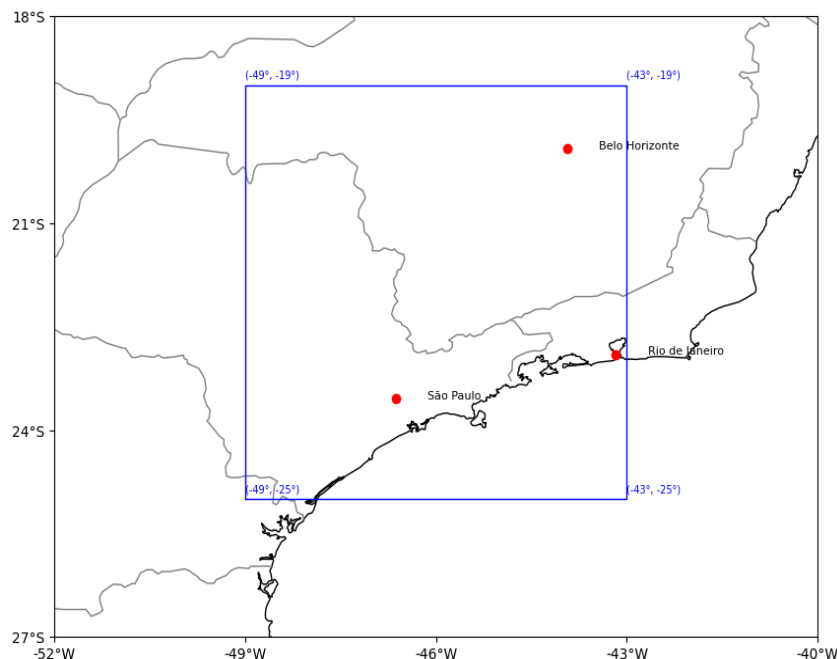 18°S
(-49°, -19°)
(-43°, -19°)
Belo Horizonte
21°S
Rio de Janeiro
São Paulo
24°S
(-49°, -25°)
(-43°, -25°)
27°S
-52°W
-49°W
-46°W
-43°W
-40°W